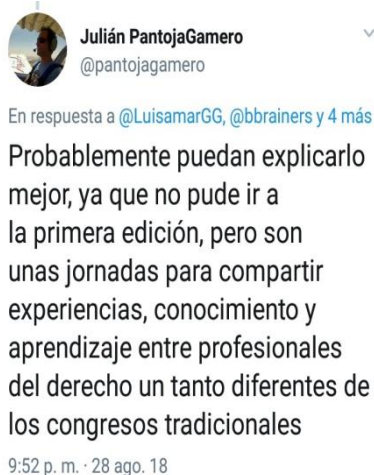 Julián PantojaGamero
@pantojagamero
En respuesta a @LuisamarGG, @bbrainers y 4 más
Probablemente puedan explicarlo
mejor, ya que no pude ir a
la primera edición, pero son
unas jornadas para compartir
experiencias, conocimiento y
aprendizaje entre profesionales
del derecho un tanto diferentes de
los congresos tradicionales
9:52 p. m. · 28 ago. 18